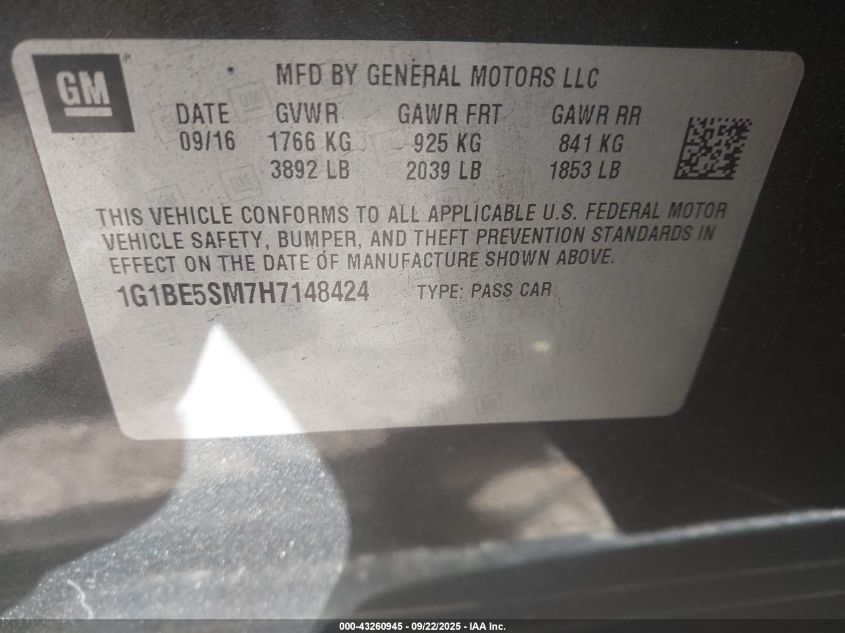 GM
MFD BY GENERAL MOTORS LLC
DATE GVWR GAWR FRT GAWR RR
09/16 1766 KG 925 KG 841 KG
3892 LB 2039 LB 1853 LB
THIS VEHICLE CONFORMS TO ALL APPLICABLE U.S. FEDERAL MOTOR
VEHICLE SAFETY, BUMPER, AND THEFT PREVENTION STANDARDS IN
EFFECT ON THE DATE OF MANUFACTURE SHOWN ABOVE.
1G1BE5SM7H7148424 TYPE: PASS CAR
000-43260945 - 09/22/2025 - IAA Inc.